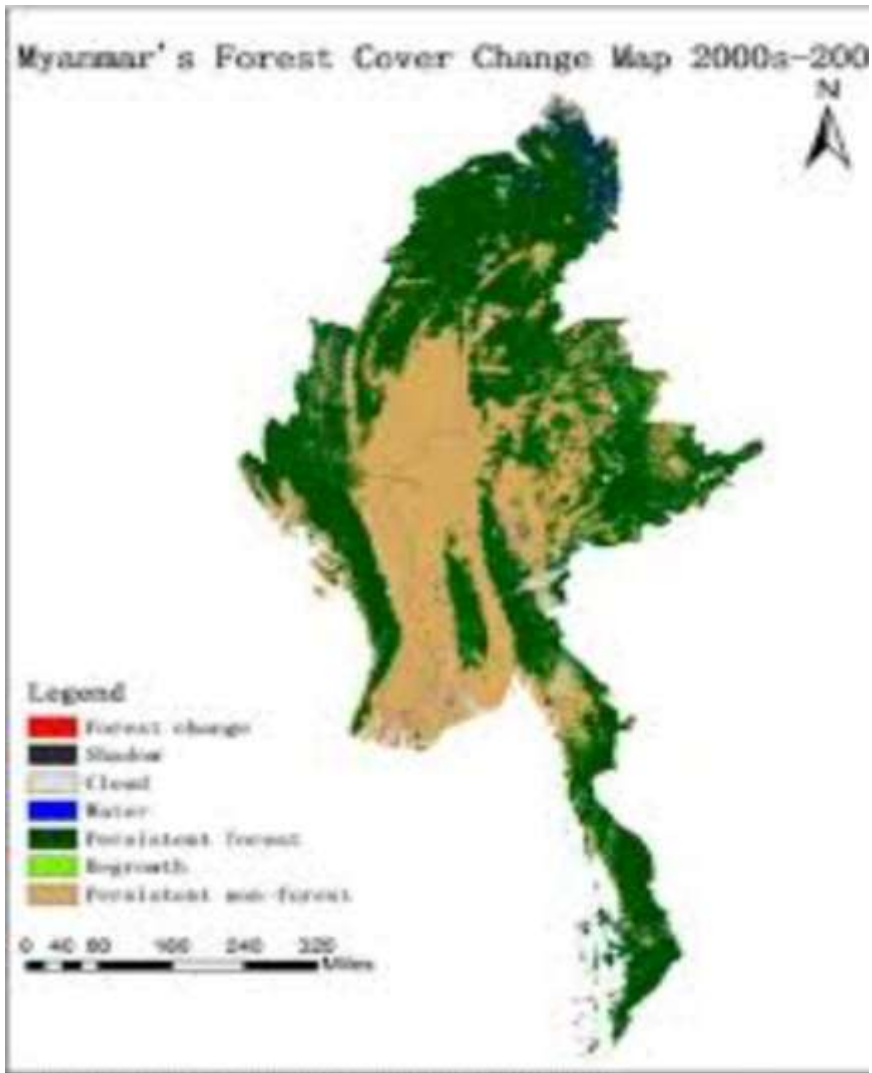 Myanmar's Forest Cover Change Map 2000s-200
N
Legend
Forest change
Shadow
Cloud
Water
Persistent forest
Regrowth
Persistent non-forest
0 40 80 160 240 320
Miles